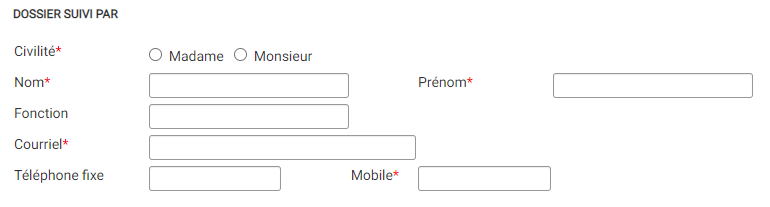 DOSSIER SUIVI PAR
Civilité* Madame Monsieur
Nom* Prénom*
Fonction
Courriel*
Téléphone fixe Mobile*